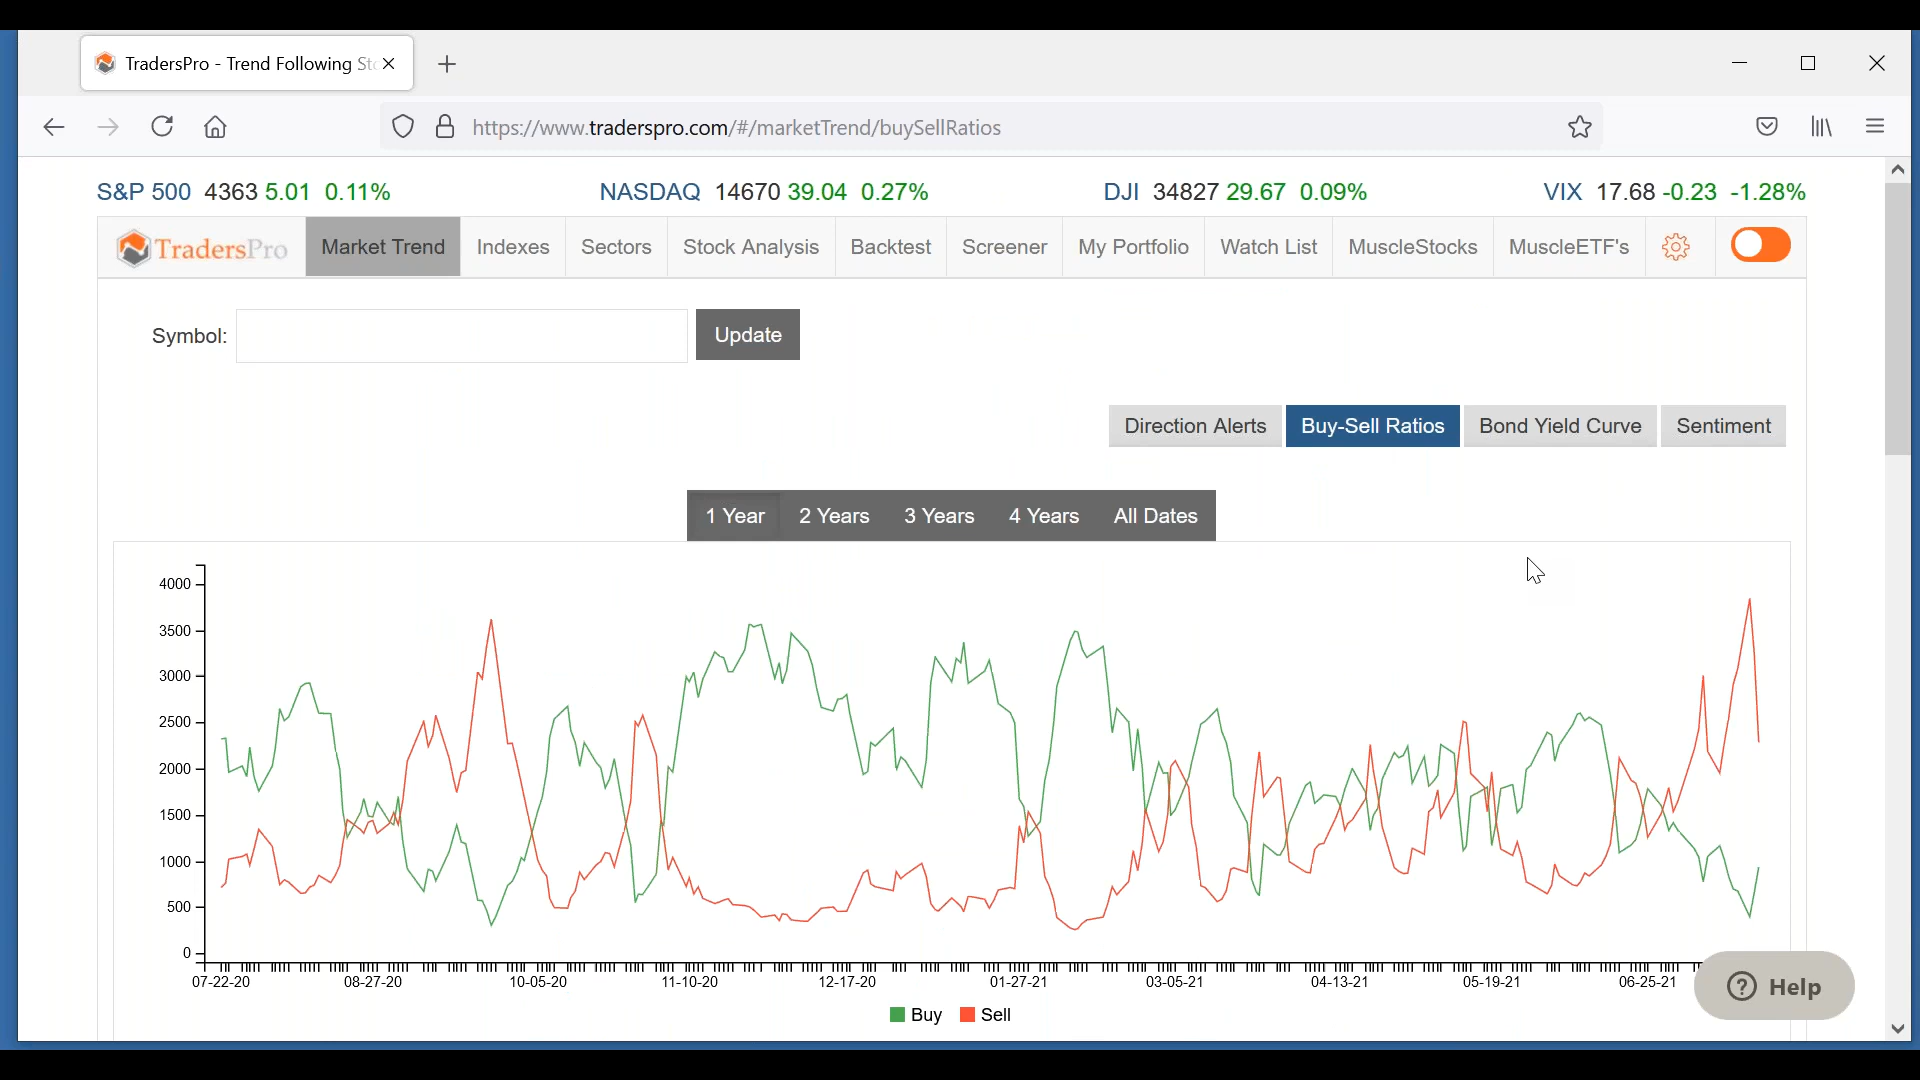 TradersPro - Trend Following St
https://www.traderspro.com/#/marketTrend/buySellRatios
S&P 500 4363 5.01 0.11% NASDAQ 14670 39.04 0.27% DJI 34827 29.67 0.09% VIX 17.68 -0.23 -1.28%
TradersPro Market Trend Indexes Sectors Stock Analysis Backtest Screener My Portfolio Watch List MuscleStocks MuscleETF's
Symbol: Update
Direction Alerts Buy-Sell Ratios Bond Yield Curve Sentiment
1 Year 2 Years 3 Years 4 Years All Dates
4000
3500
3000
2500
2000
1500
1000
500
0
07-22-20 08-27-20 10-05-20 11-10-20 12-17-20 01-27-21 03-05-21 04-13-21 05-19-21 06-25-21
? Help
Buy Sell